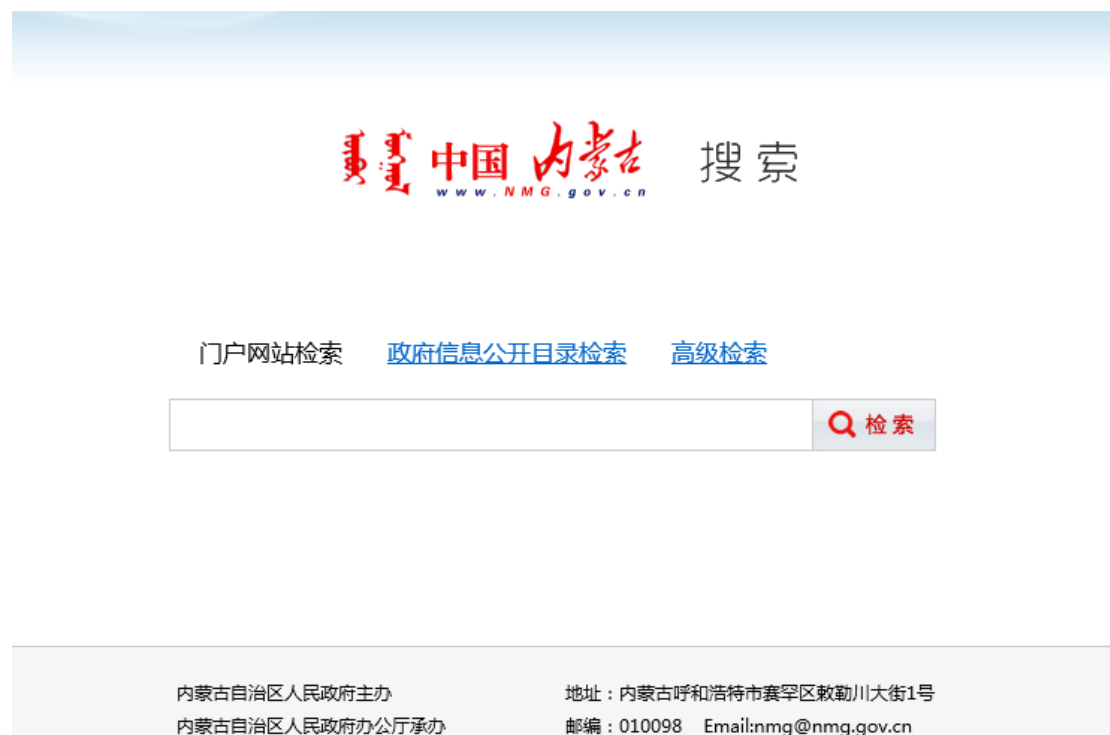 中国 内蒙古 搜索
www.NMG.gov.cn
门户网站检索 政府信息公开目录检索 高级检索
检索
内蒙古自治区人民政府主办 地址：内蒙古呼和浩特市赛罕区敕勒川大街1号
内蒙古自治区人民政府办公厅承办 邮编：010098 Email:nmg@nmg.gov.cn